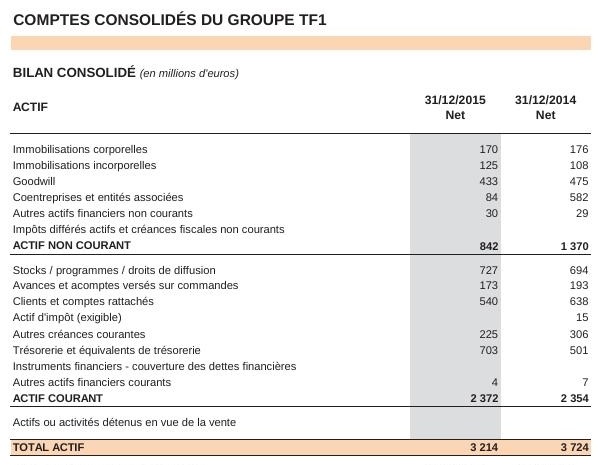 COMPTES CONSOLIDÉS DU GROUPE TF1
BILAN CONSOLIDÉ (en millions d'euros)
ACTIF 31/12/2015 Net 31/12/2014 Net
Immobilisations corporelles 170 176
Immobilisations incorporelles 125 108
Goodwill 433 475
Coentreprises et entités associées 84 582
Autres actifs financiers non courants 30 29
Impôts différés actifs et créances fiscales non courants
ACTIF NON COURANT 842 1 370
Stocks / programmes / droits de diffusion 727 694
Avances et acomptes versés sur commandes 173 193
Clients et comptes rattachés 540 638
Actif d'impôt (exigible) 15
Autres créances courantes 225 306
Trésorerie et équivalents de trésorerie 703 501
Instruments financiers - couverture des dettes financières
Autres actifs financiers courants 4 7
ACTIF COURANT 2 372 2 354
Actifs ou activités détenus en vue de la vente
TOTAL ACTIF 3 214 3 724